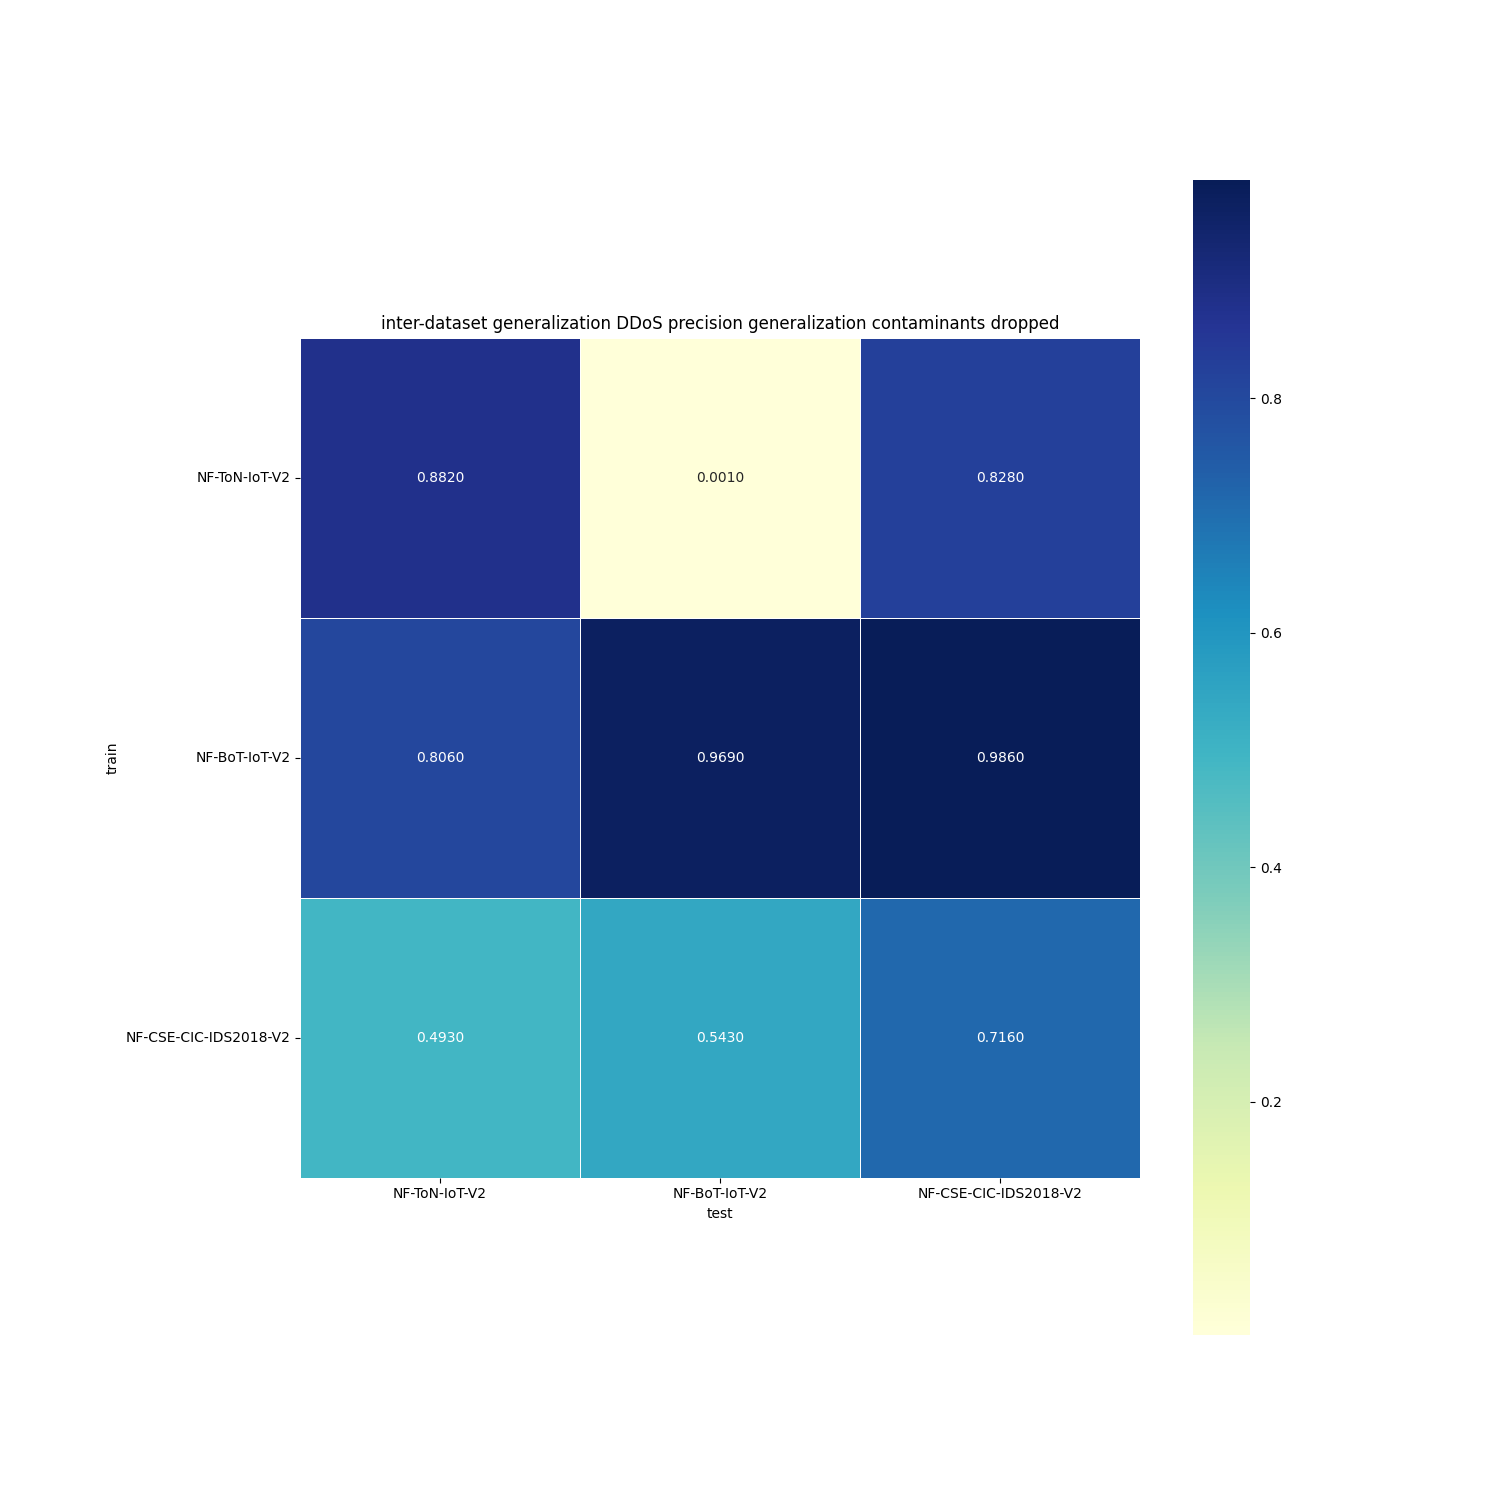 inter-dataset generalization DDoS precision generalization contaminants dropped
NF-ToN-IoT-V2
0.8820
0.0010
0.8280
train
NF-BoT-IoT-V2
0.8060
0.9690
0.9860
NF-CSE-CIC-IDS2018-V2
0.4930
0.5430
0.7160
NF-ToN-IoT-V2
NF-BoT-IoT-V2
NF-CSE-CIC-IDS2018-V2
test
0.8
0.6
0.4
0.2